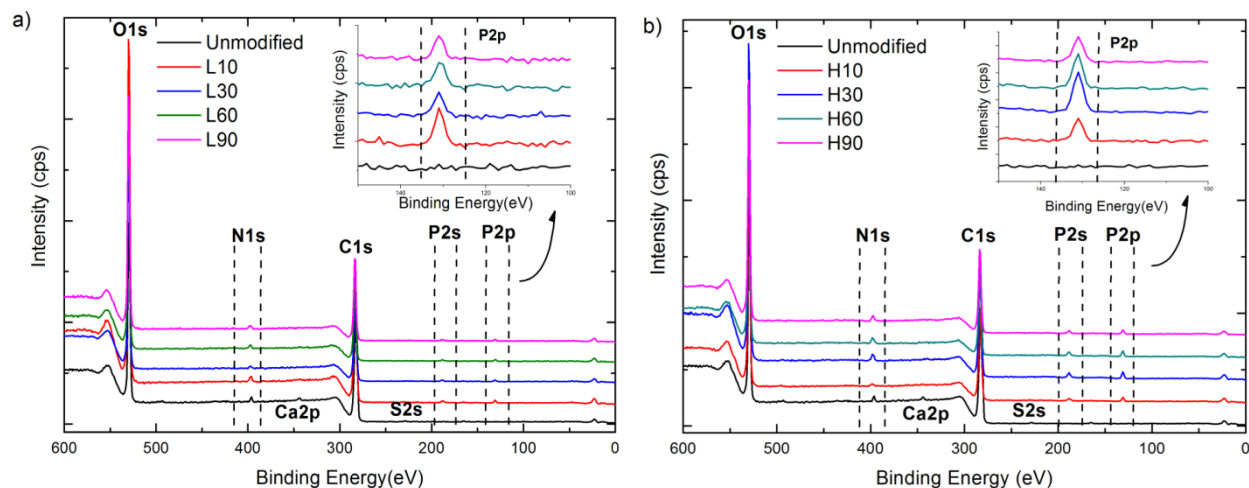 a)
O1s
Unmodified
L10
L30
L60
L90
Intensity (cps)
P2p
140
120
100
Binding Energy(eV)
N1s
C1s
P2s
P2p
Ca2p
S2s
Intensity (cps)
600
500
400
300
200
100
0
Binding Energy(eV)
b)
O1s
Unmodified
H10
H30
H60
H90
Intensity (cps)
P2p
140
120
100
Binding Energy(eV)
N1s
C1s
P2s
P2p
Ca2p
S2s
Intensity (cps)
600
500
400
300
200
100
0
Binding Energy (eV)